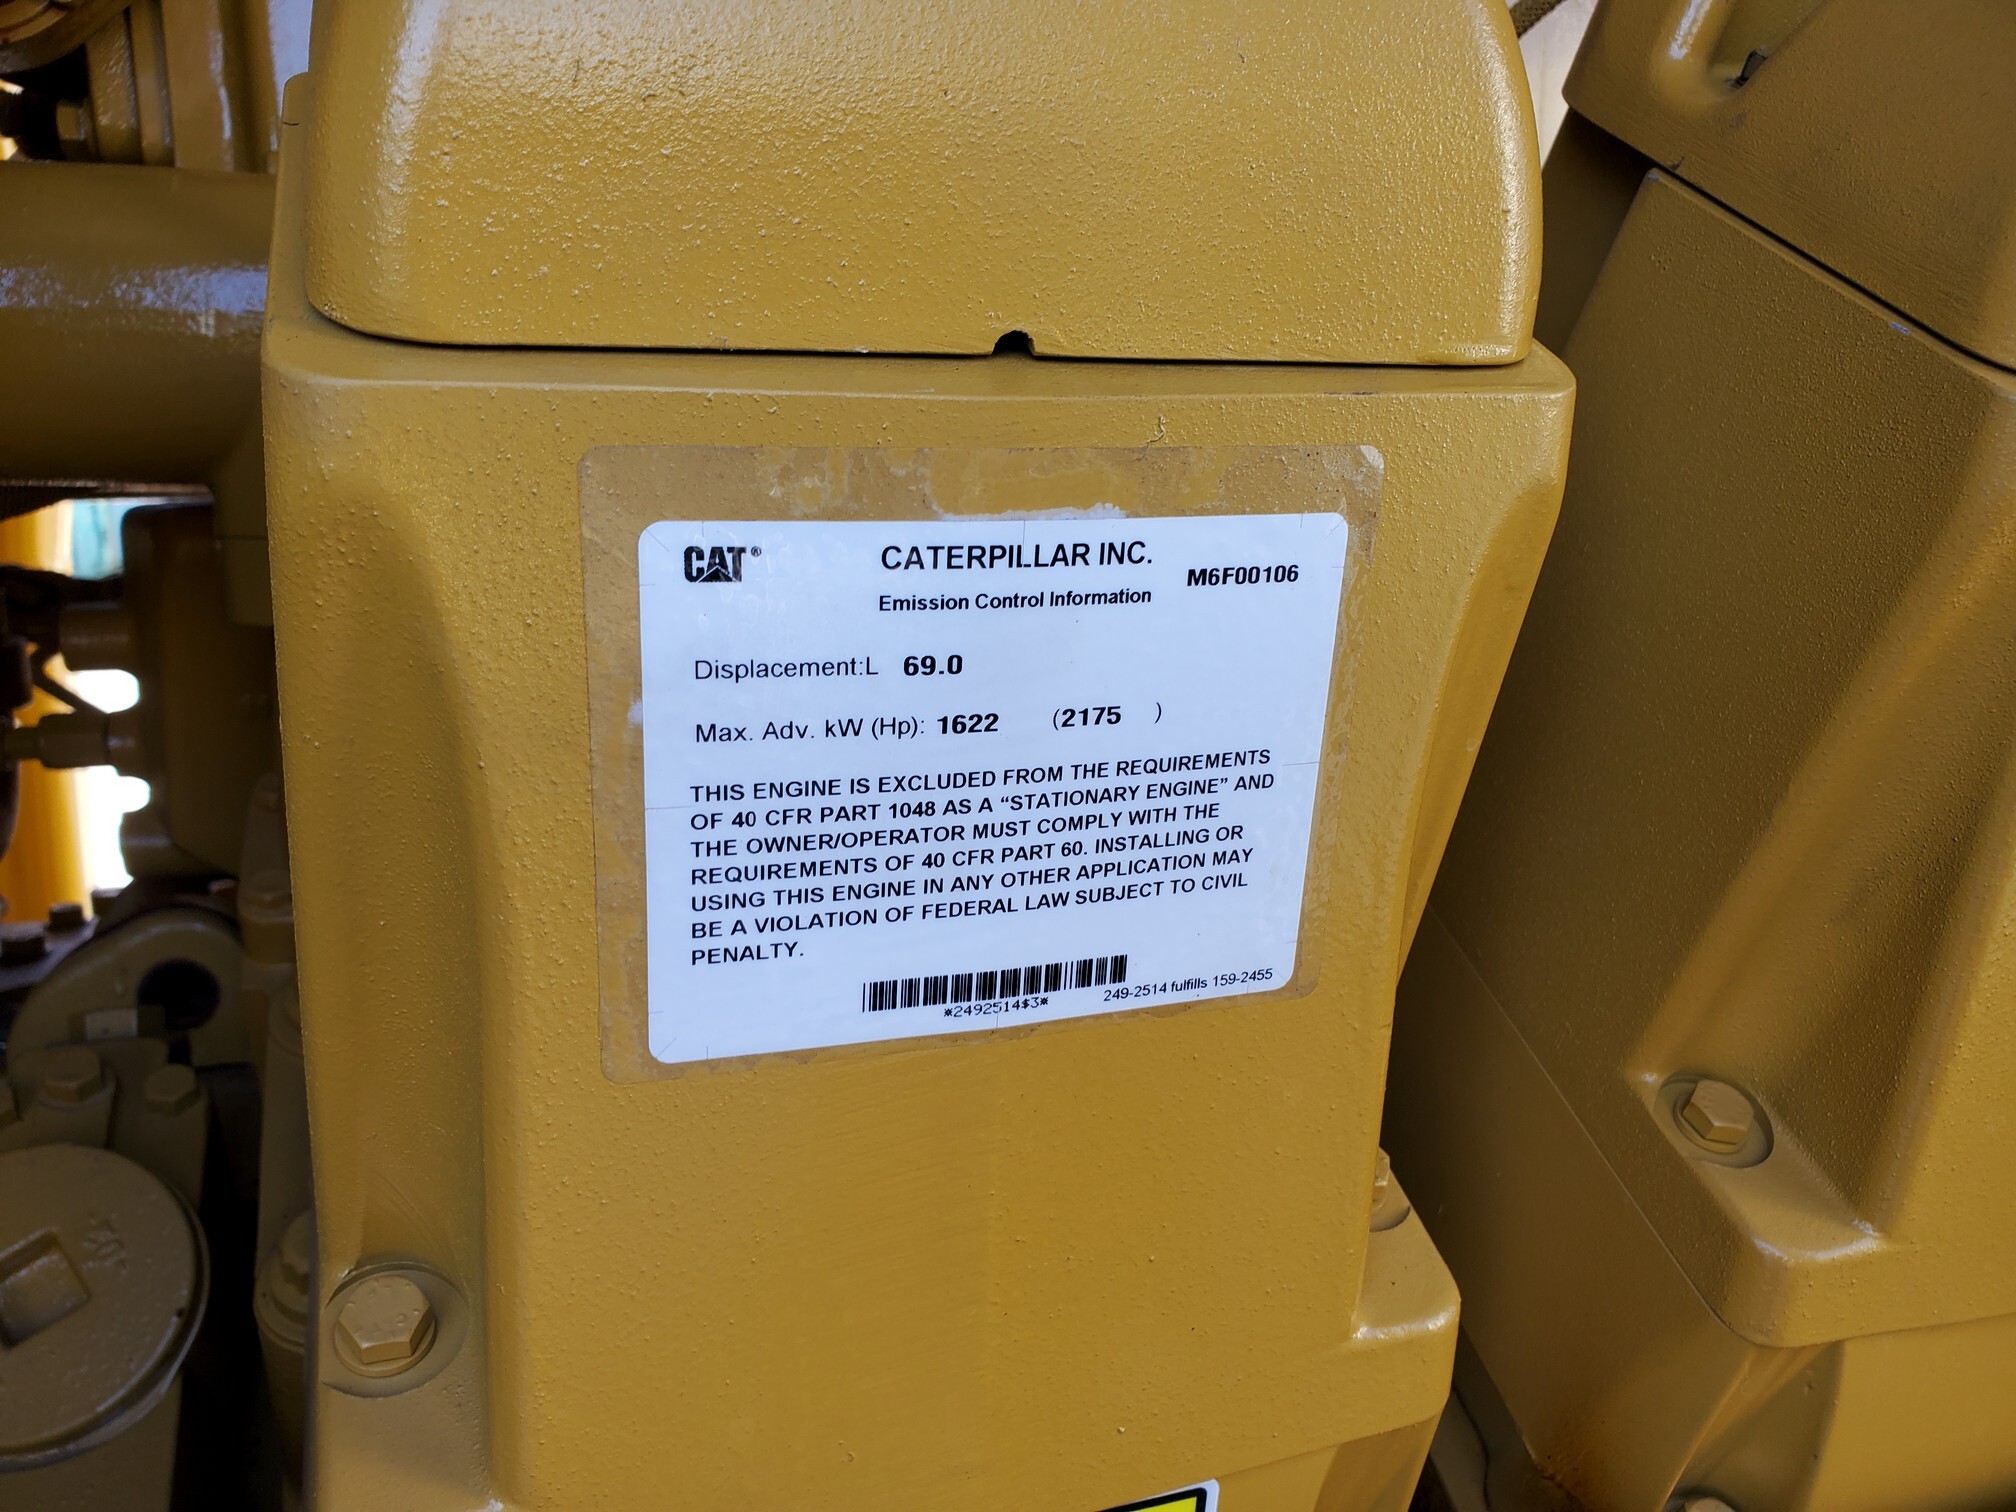 CAT® CATERPILLAR INC. M6F00106
Emission Control Information
Displacement:L 69.0
Max. Adv. kW (Hp): 1622 (2175 )
THIS ENGINE IS EXCLUDED FROM THE REQUIREMENTS
OF 40 CFR PART 1048 AS A “STATIONARY ENGINE” AND
THE OWNER/OPERATOR MUST COMPLY WITH THE
REQUIREMENTS OF 40 CFR PART 60. INSTALLING OR
USING THIS ENGINE IN ANY OTHER APPLICATION MAY
BE A VIOLATION OF FEDERAL LAW SUBJECT TO CIVIL
PENALTY.
*2492514$3*
249-2514 fulfills 159-2455